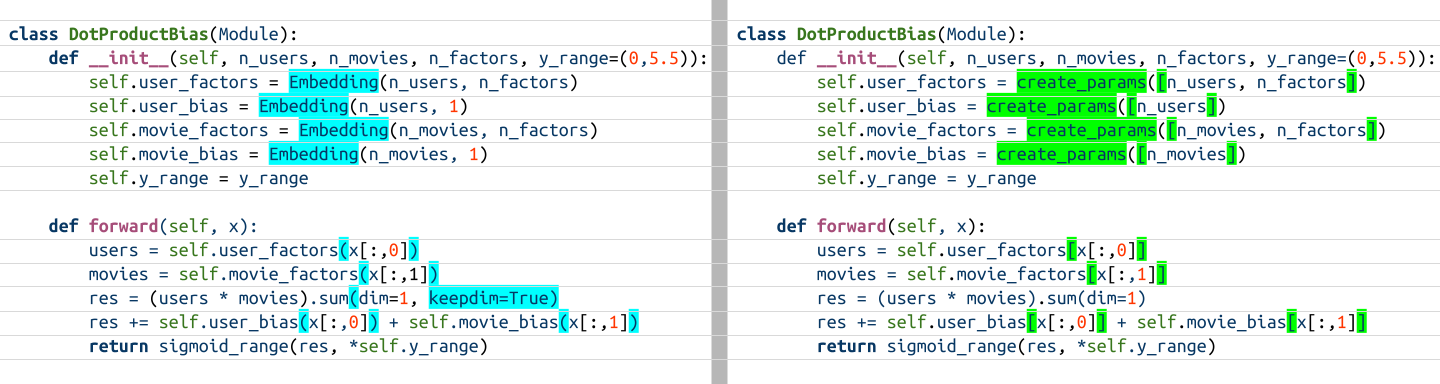 class DotProductBias(Module):
    def __init__(self, n_users, n_movies, n_factors, y_range=(0,5.5)):
        self.user_factors = Embedding(n_users, n_factors)
        self.user_bias = Embedding(n_users, 1)
        self.movie_factors = Embedding(n_movies, n_factors)
        self.movie_bias = Embedding(n_movies, 1)
        self.y_range = y_range
    def forward(self, x):
        users = self.user_factors(x[:,0])
        movies = self.movie_factors(x[:,1])
        res = (users * movies).sum(dim=1, keepdim=True)
        res += self.user_bias(x[:,0]) + self.movie_bias(x[:,1])
        return sigmoid_range(res, *self.y_range)
class DotProductBias(Module):
    def __init__(self, n_users, n_movies, n_factors, y_range=(0,5.5)):
        self.user_factors = create_params([n_users, n_factors])
        self.user_bias = create_params([n_users])
        self.movie_factors = create_params([n_movies, n_factors])
        self.movie_bias = create_params([n_movies])
        self.y_range = y_range
    def forward(self, x):
        users = self.user_factors[x[:,0]]
        movies = self.movie_factors[x[:,1]]
        res = (users * movies).sum(dim=1)
        res += self.user_bias[x[:,0]] + self.movie_bias[x[:,1]]
        return sigmoid_range(res, *self.y_range)